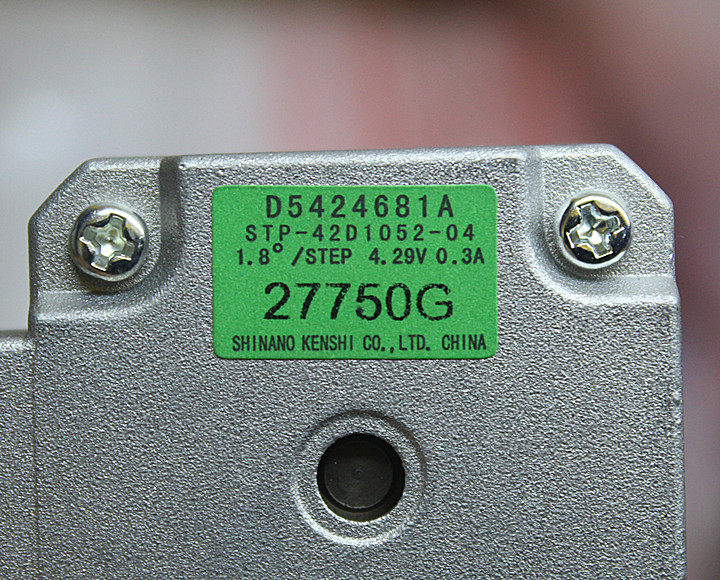 D5424681A
STP-42D1052-04
1.8°/STEP 4.29V 0.3A
27750G
SHINANO KENSHI CO.,LTD. CHINA